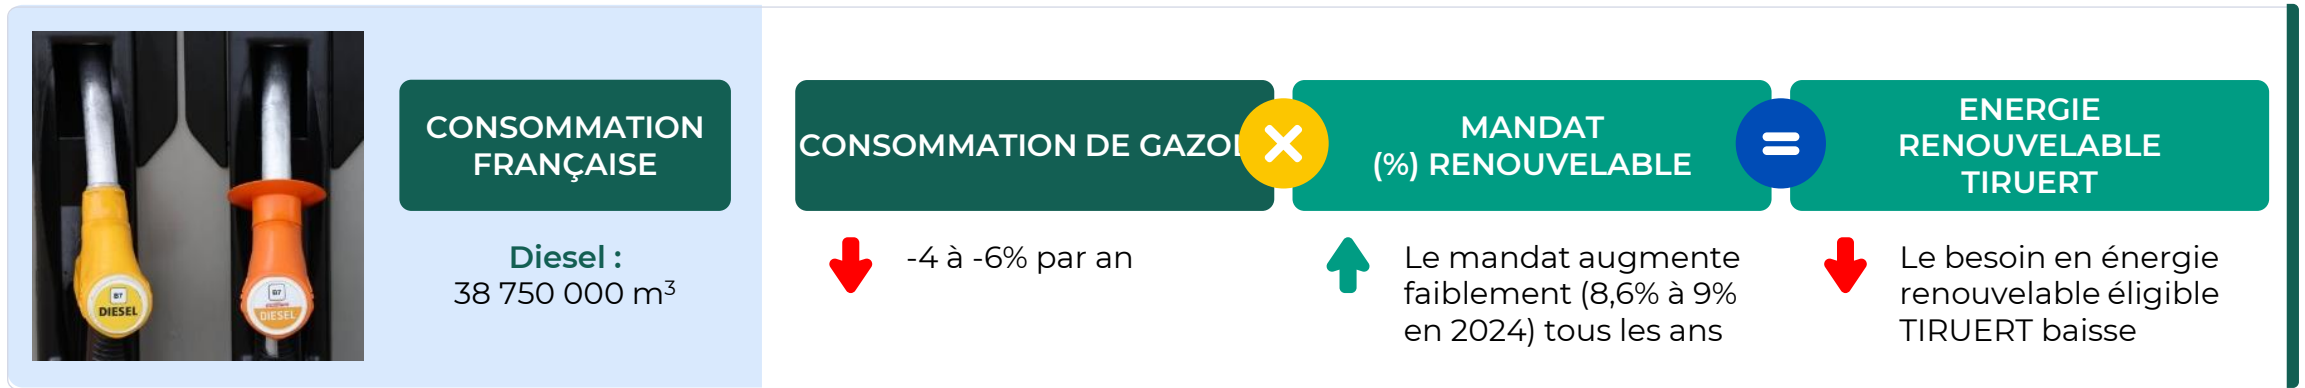 B7
DIESEL
B7
DIESEL
CONSOMMATION
FRANÇAISE
Diesel :
38 750 000 m³
CONSOMMATION DE GAZOL
×
MANDAT
(%) RENOUVELABLE
=
ENERGIE
RENOUVELABLE
TIRUERT
-4 à -6% par an
Le mandat augmente
faiblement (8,6% à 9%
en 2024) tous les ans
Le besoin en énergie
renouvelable éligible
TIRUERT baisse